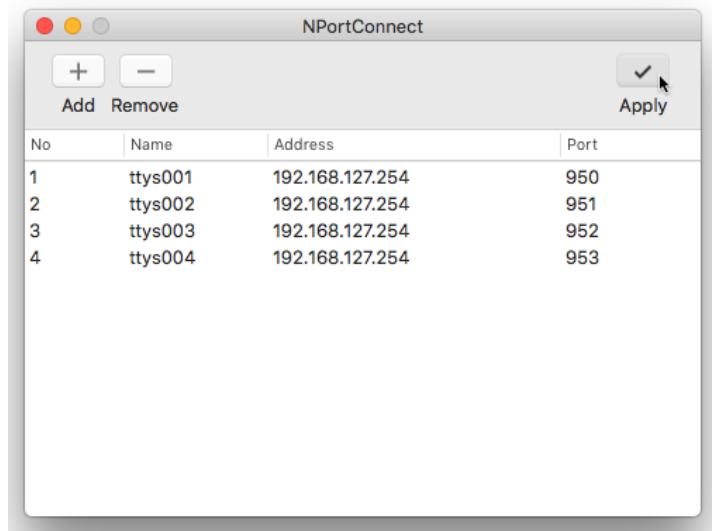 NPortConnect
Add Remove Apply
No Name Address Port
1 ttys001 192.168.127.254 950
2 ttys002 192.168.127.254 951
3 ttys003 192.168.127.254 952
4 ttys004 192.168.127.254 953